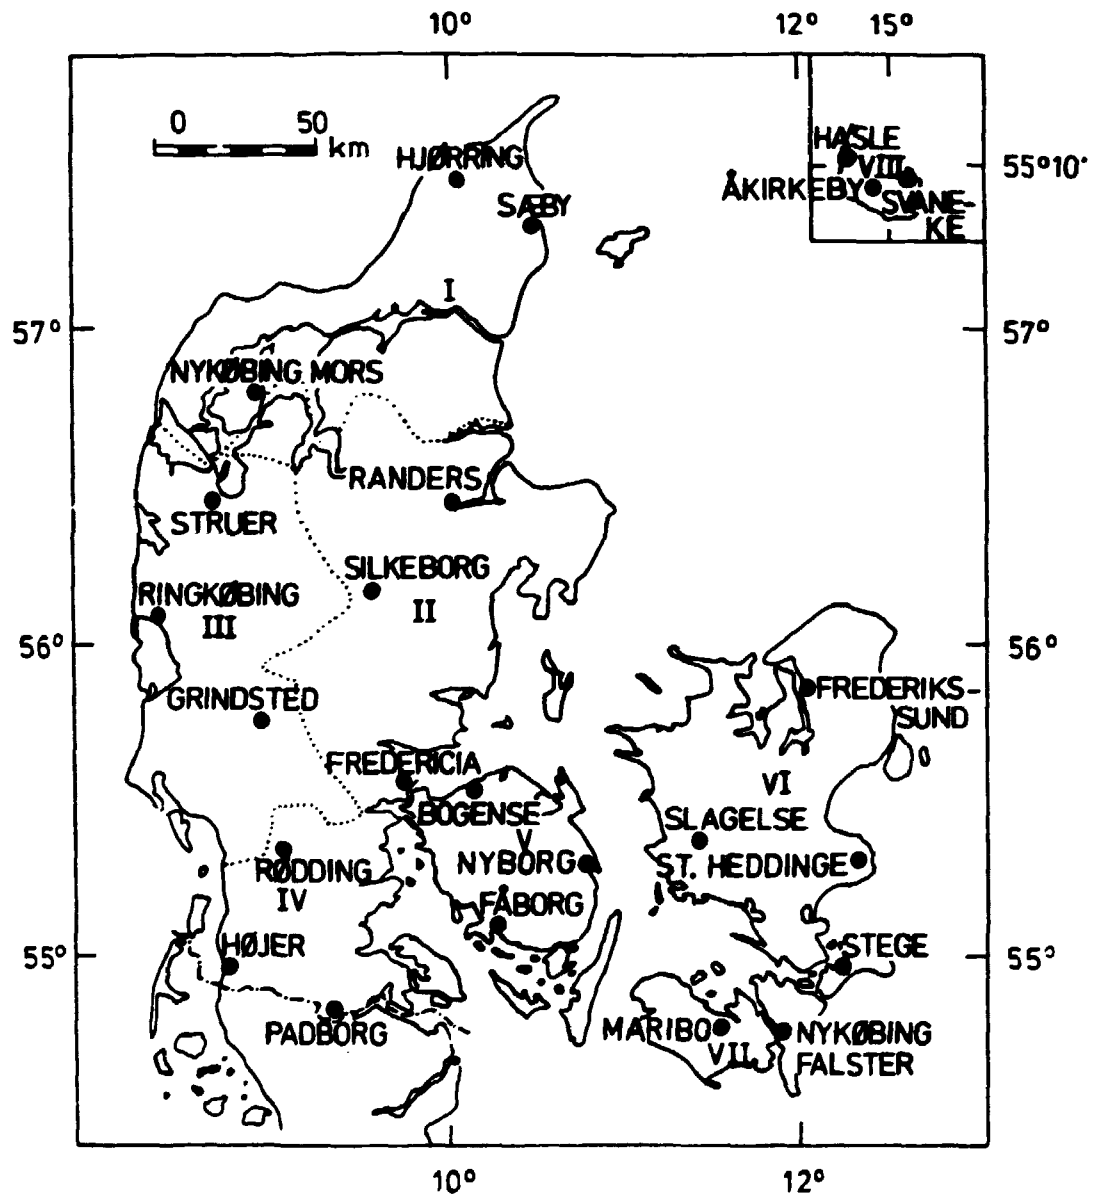 10° 12° 15°
0 50
km
HJØRRING
HASLE
VIII
55°10'
ÅKIRKEBY
SVANE-
KE
SÆBY
I
57° 57°
NYKØBING MORS
RANDERS
STRUER
SILKEBORG
RINGKØBING
II
III
56° 56°
GRINDSTED
FREDERIKS-
SUND
FREDERICIA
VI
BOGENSE
SLAGELSE
V
NYBORG
ST. HEDDINGE
RØDDING
IV
FÅBORG
HØJER
STEGE
55° 55°
PADBORG
MARIBO
NYKØBING
VII
FALSTER
10° 12°